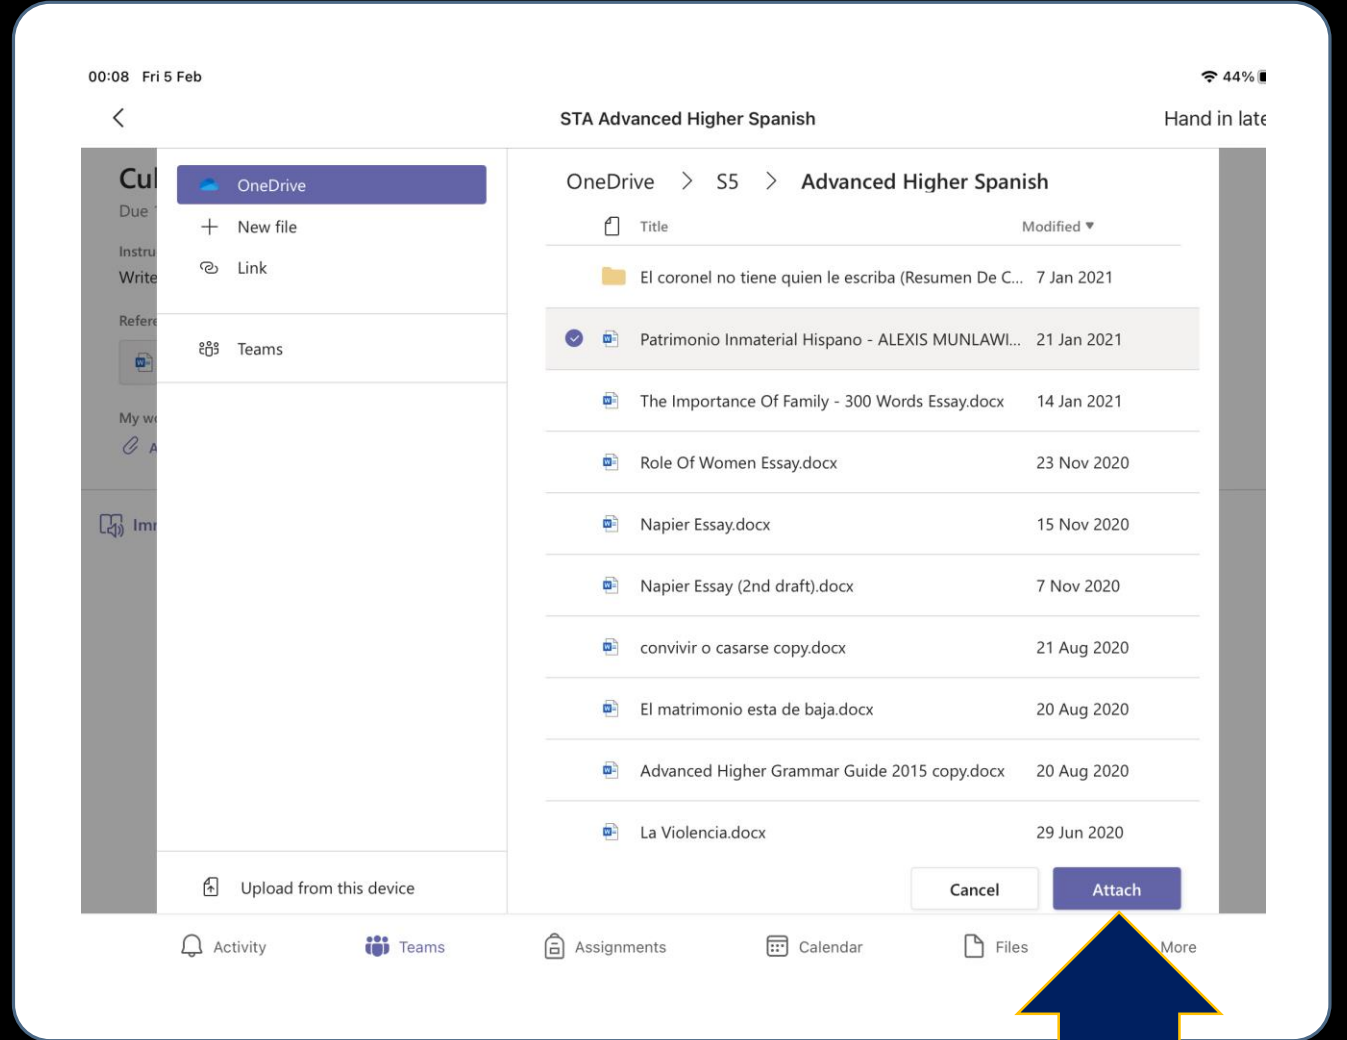 00:08 Fri 5 Feb 44%
STA Advanced Higher Spanish Hand in late
Cul
Due
Instru
Write
Refere
My wo
A
Imr
OneDrive
New file
Link
Teams
Upload from this device
OneDrive > S5 > Advanced Higher Spanish
Title Modified
El coronel no tiene quien le escriba (Resumen De C... 7 Jan 2021
Patrimonio Inmaterial Hispano - ALEXIS MUNLAWI... 21 Jan 2021
The Importance Of Family - 300 Words Essay.docx 14 Jan 2021
Role Of Women Essay.docx 23 Nov 2020
Napier Essay.docx 15 Nov 2020
Napier Essay (2nd draft).docx 7 Nov 2020
convivir o casarse copy.docx 21 Aug 2020
El matrimonio esta de baja.docx 20 Aug 2020
Advanced Higher Grammar Guide 2015 copy.docx 20 Aug 2020
La Violencia.docx 29 Jun 2020
Cancel Attach
Activity Teams Assignments Calendar Files More